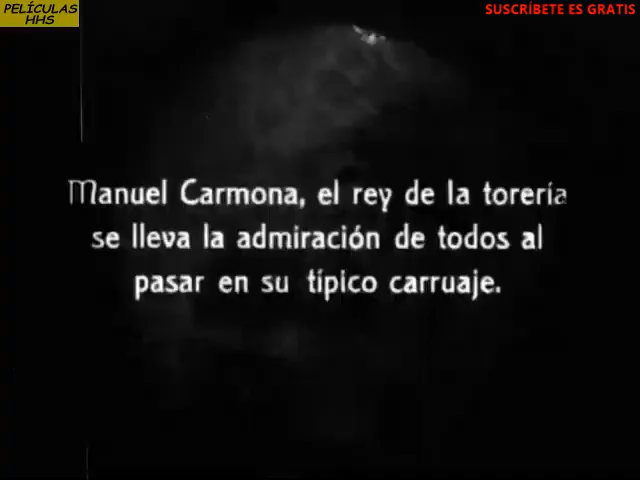 PELÍCULAS
HHS
SUSCRÍBETE ES GRATIS
Manuel Carmona, el rey de la torería
se lleva la admiración de todos al
pasar en su típico carruaje.